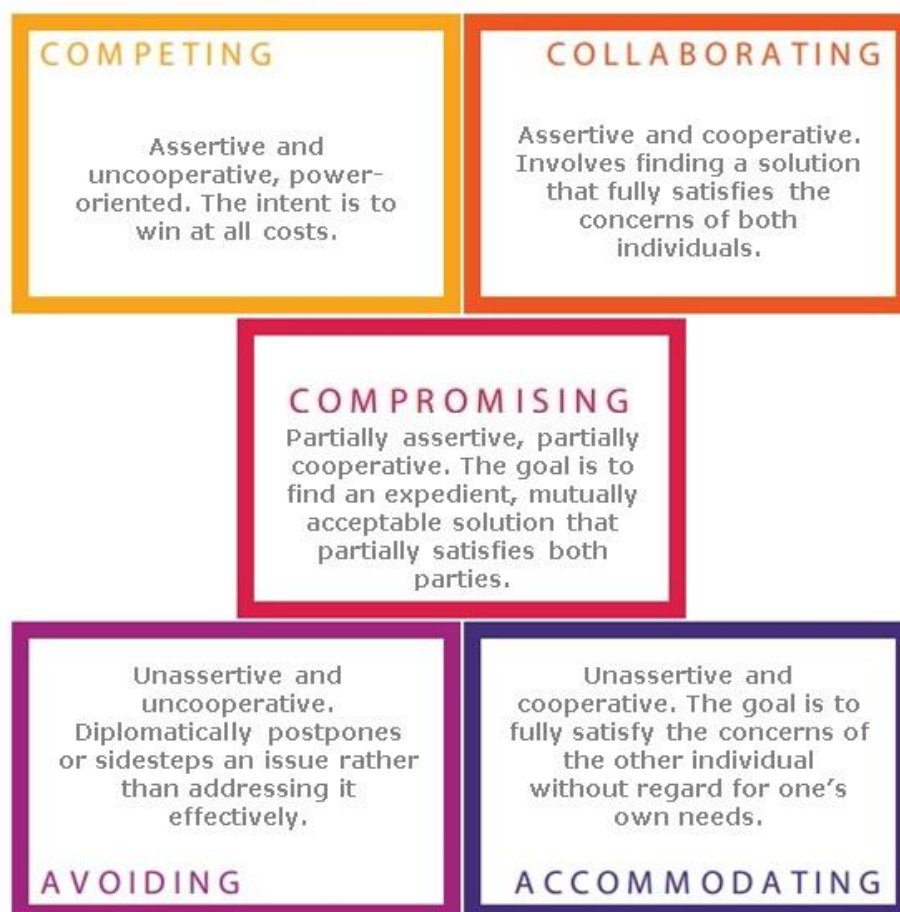 COMPETING
Assertive and
uncooperative, power-
oriented. The intent is to
win at all costs.
COLLABORATING
Assertive and cooperative.
Involves finding a solution
that fully satisfies the
concerns of both
individuals.
COMPROMISING
Partially assertive, partially
cooperative. The goal is to
find an expedient, mutually
acceptable solution that
partially satisfies both
parties.
Unassertive and
uncooperative.
Diplomatically postpones
or sidesteps an issue rather
than addressing it
effectively.
AVOIDING
Unassertive and
cooperative. The goal is to
fully satisfy the concerns of
the other individual
without regard for one’s
own needs.
ACCOMMODATING